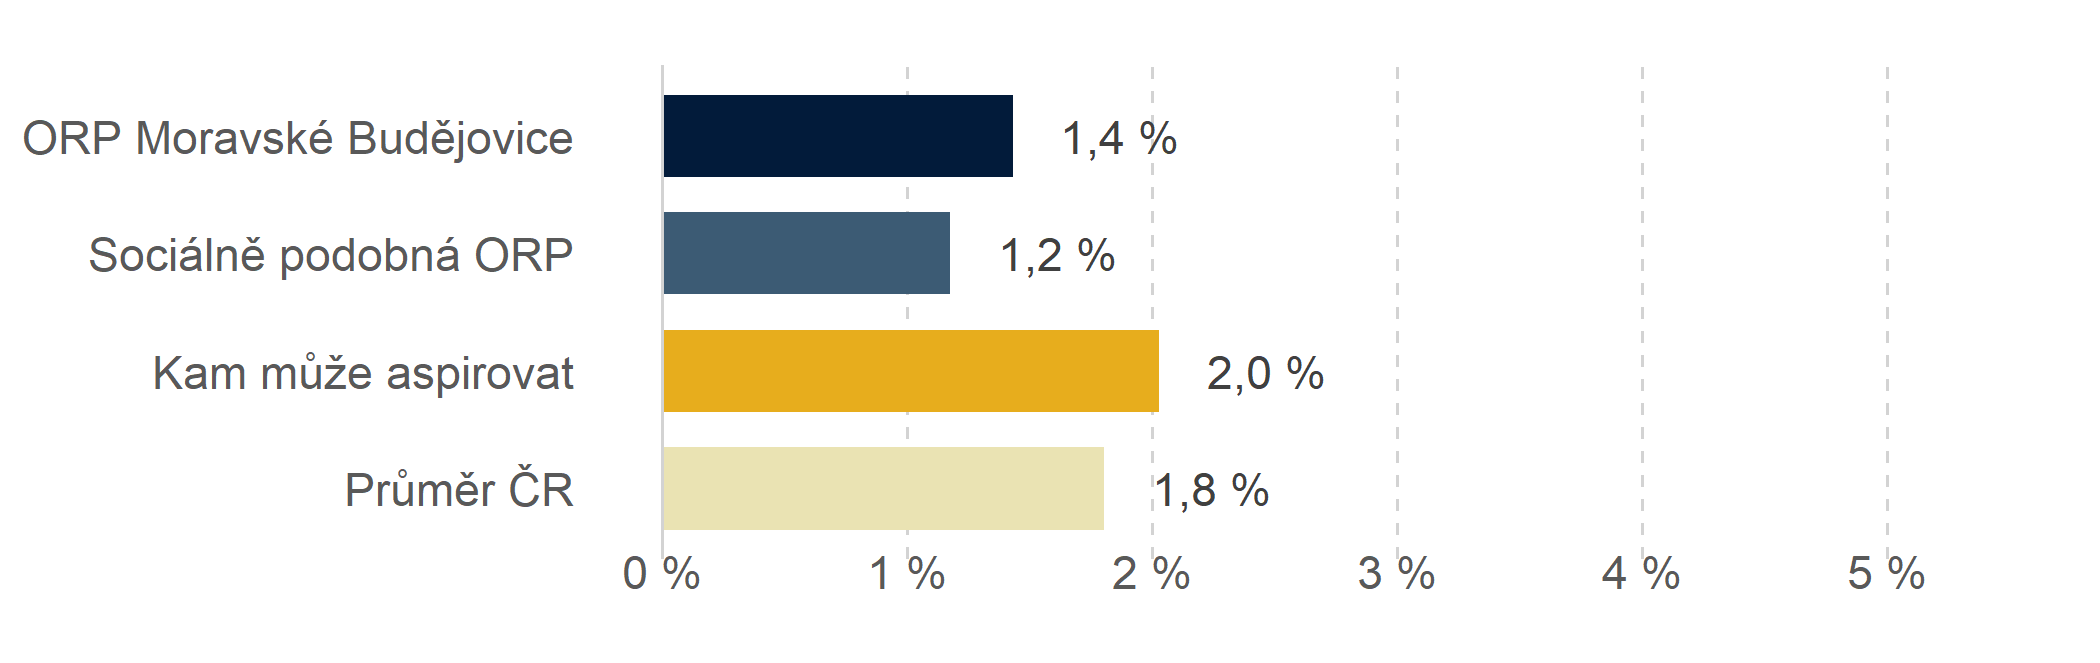 ORP Moravské Budějovice 1,4 %
Sociálně podobná ORP 1,2 %
Kam může aspirovat 2,0 %
Průměr ČR 1,8 %
0 % 1 % 2 % 3 % 4 % 5 %